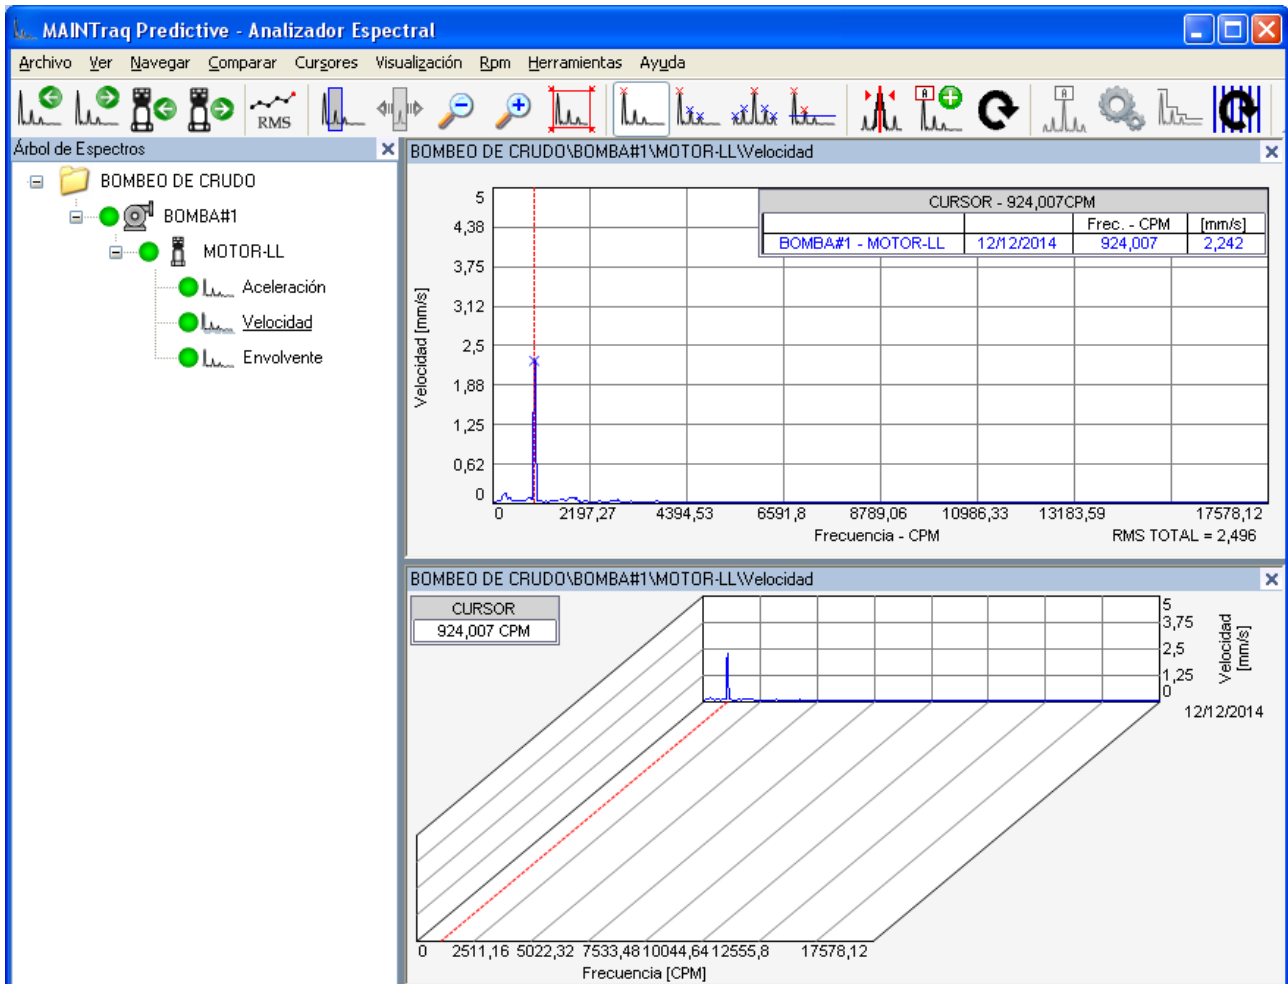 MAINTraq Predictive - Analizador Espectral
Archivo Ver Navegar Comparar Cursores Visualización Rpm Herramientas Ayuda
RMS
A
A
Árbol de Espectros
BOMBEO DE CRUDO
BOMBA#1
MOTOR-LL
Aceleración
Velocidad
Envolvente
BOMBEO DE CRUDO\BOMBA#1\MOTOR-LL\Velocidad
CURSOR - 924,007CPM
Frec. - CPM [mm/s]
BOMBA#1 - MOTOR-LL 12/12/2014 924,007 2,242
Velocidad [mm/s]
5
4,38
3,75
3,12
2,5
1,88
1,25
0,62
0
0 2197,27 4394,53 6591,8 8789,06 10986,33 13183,59 17578,12
Frecuencia - CPM
RMS TOTAL = 2,496
BOMBEO DE CRUDO\BOMBA#1\MOTOR-LL\Velocidad
CURSOR
924,007 CPM
5
3,75
2,5
1,25
0
Velocidad
[mm/s]
12/12/2014
0 2511,16 5022,32 7533,48 10044,64 12555,8 17578,12
Frecuencia [CPM]